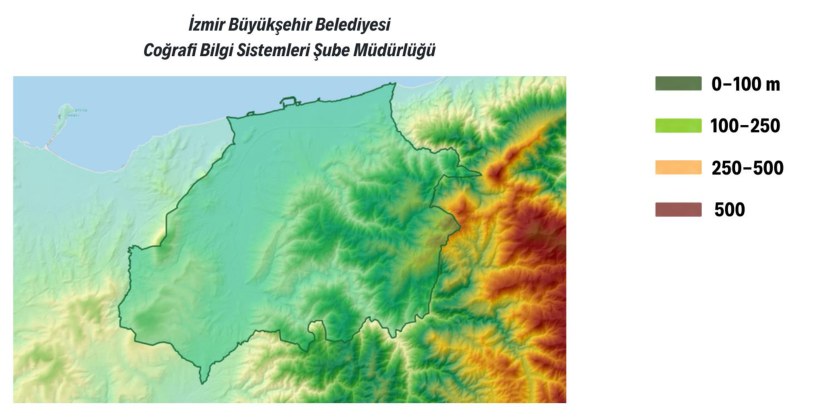 İzmir Büyükşehir Belediyesi
Coğrafi Bilgi Sistemleri Şube Müdürlüğü
0–100 m
100–250
250–500
500